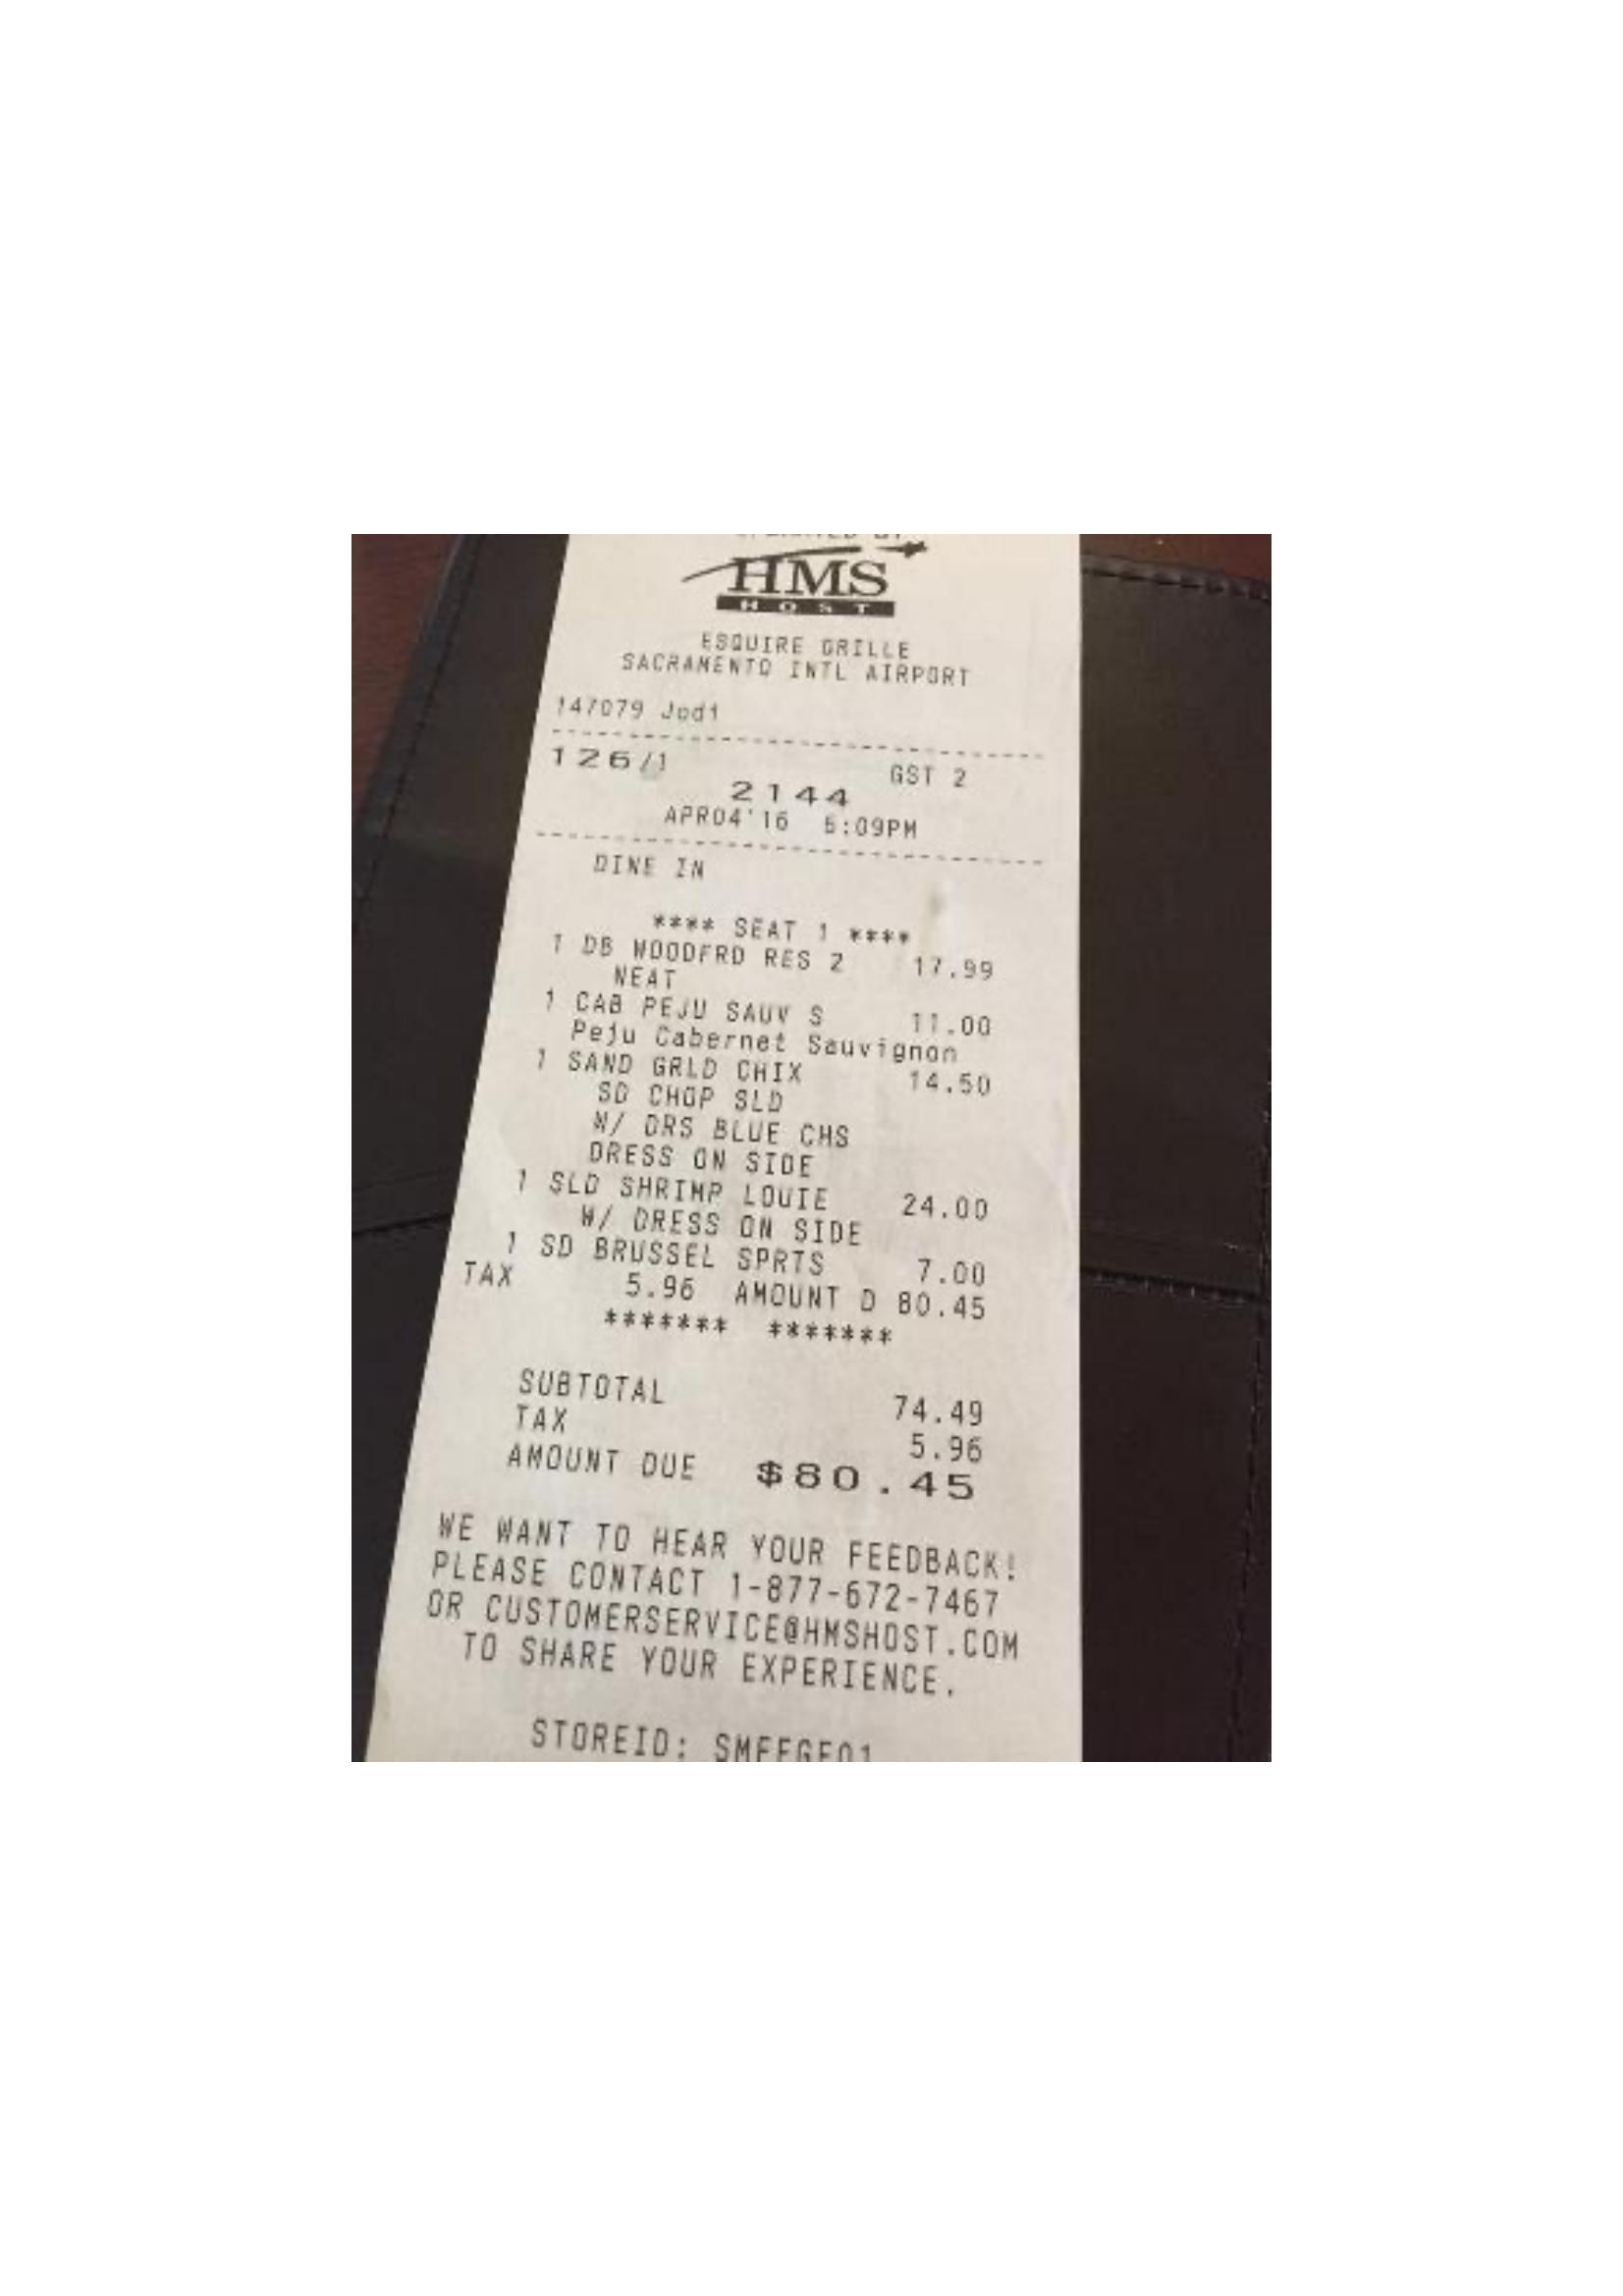 HMS
HOST
ESQUIRE GRILLE
SACRAMENTO INTL AIRPORT
147079 Jodi
126/1 GST 2
2144
APR04'16 6:09PM
DINE IN
**** SEAT 1 ****
1 DB WOODFRD RES 2 17.99
NEAT
1 CAB PEJU SAUV S 11.00
Peju Cabernet Sauvignon
1 SAND GRLD CHIX 14.50
SD CHOP SLD
W/ DRS BLUE CHS
DRESS ON SIDE
1 SLD SHRIMP LOUIE 24.00
W/ DRESS ON SIDE
1 SD BRUSSEL SPRTS 7.00
TAX 5.96 AMOUNT D 80.45
******* *******
SUBTOTAL 74.49
TAX 5.96
AMOUNT DUE $80.45
WE WANT TO HEAR YOUR FEEDBACK!
PLEASE CONTACT 1-877-672-7467
OR CUSTOMERSERVICE@HMSHOST.COM
TO SHARE YOUR EXPERIENCE.
STOREID: